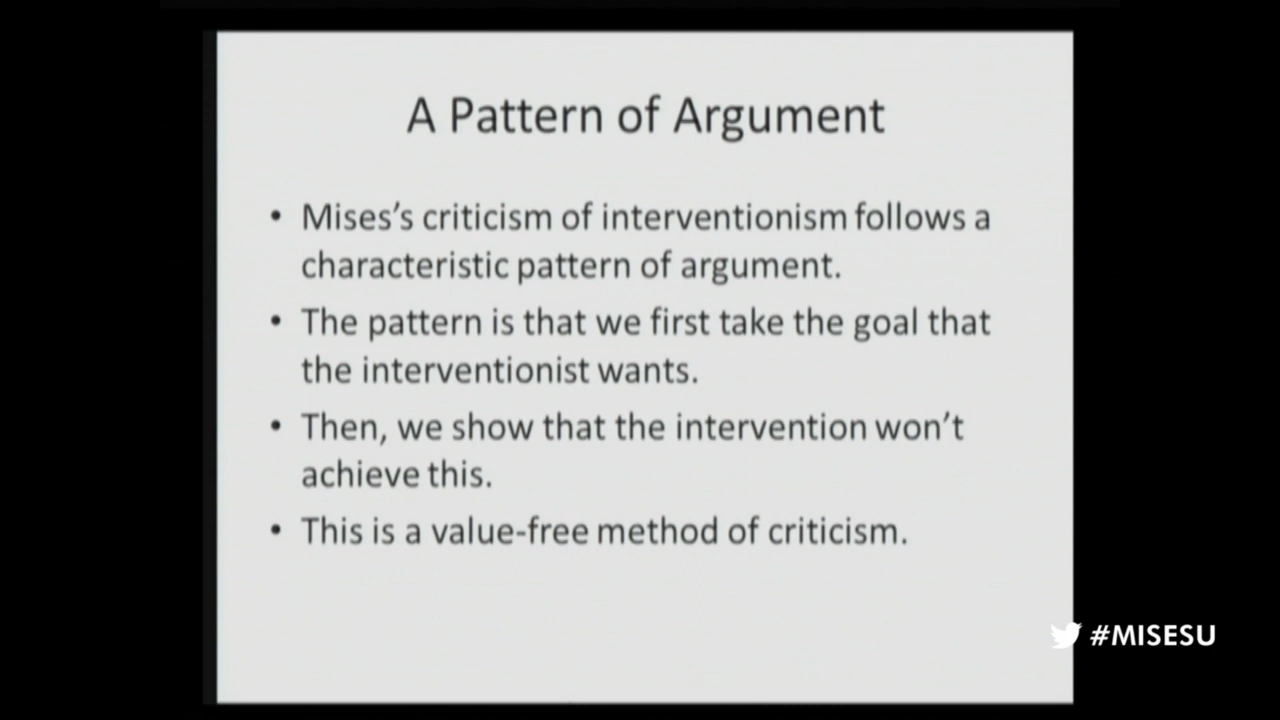 A Pattern of Argument
• Mises’s criticism of interventionism follows a
characteristic pattern of argument.
• The pattern is that we first take the goal that
the interventionist wants.
• Then, we show that the intervention won’t
achieve this.
• This is a value-free method of criticism.
#MISESU